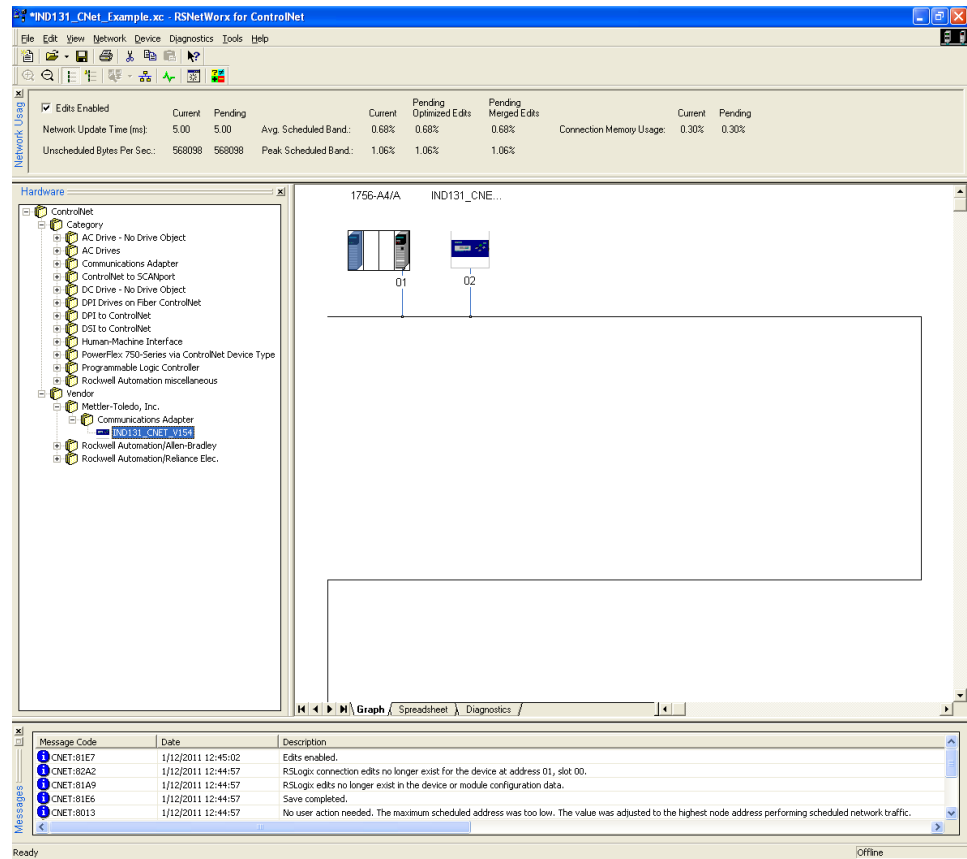 *IND131_CNet_Example.xc - RSNetWorx for ControlNet
File Edit View Network Device Diagnostics Tools Help
Network Usag
Edits Enabled
Current Pending
Current
Pending Optimized Edits
Pending Merged Edits
Current Pending
Network Update Time (ms): 5.00 5.00 Avg. Scheduled Band.: 0.68% 0.68% 0.68% Connection Memory Usage: 0.30% 0.30%
Unscheduled Bytes Per Sec.: 568098 568098 Peak Scheduled Band.: 1.06% 1.06% 1.06%
Hardware
ControlNet
Category
AC Drive - No Drive Object
AC Drives
Communications Adapter
ControlNet to SCANport
DC Drive - No Drive Object
DPI Drives on Fiber ControlNet
DPI to ControlNet
DSI to ControlNet
Human-Machine Interface
PowerFlex 750-Series via ControlNet Device Type
Programmable Logic Controller
Rockwell Automation miscellaneous
Vendor
Mettler-Toledo, Inc.
Communications Adapter
IND131_CNET_V154
Rockwell Automation/Allen-Bradley
Rockwell Automation/Reliance Elec.
1756-A4/A IND131_CNE...
01 02
Graph Spreadsheet Diagnostics
Messages
Message Code Date Description
CNET:81E7 1/12/2011 12:45:02 Edits enabled.
CNET:82A2 1/12/2011 12:44:57 RSLogix connection edits no longer exist for the device at address 01, slot 00.
CNET:81A9 1/12/2011 12:44:57 RSLogix edits no longer exist in the device or module configuration data.
CNET:81E6 1/12/2011 12:44:57 Save completed.
CNET:8013 1/12/2011 12:44:57 No user action needed. The maximum scheduled address was too low. The value was adjusted to the highest node address performing scheduled network traffic.
Ready Offline